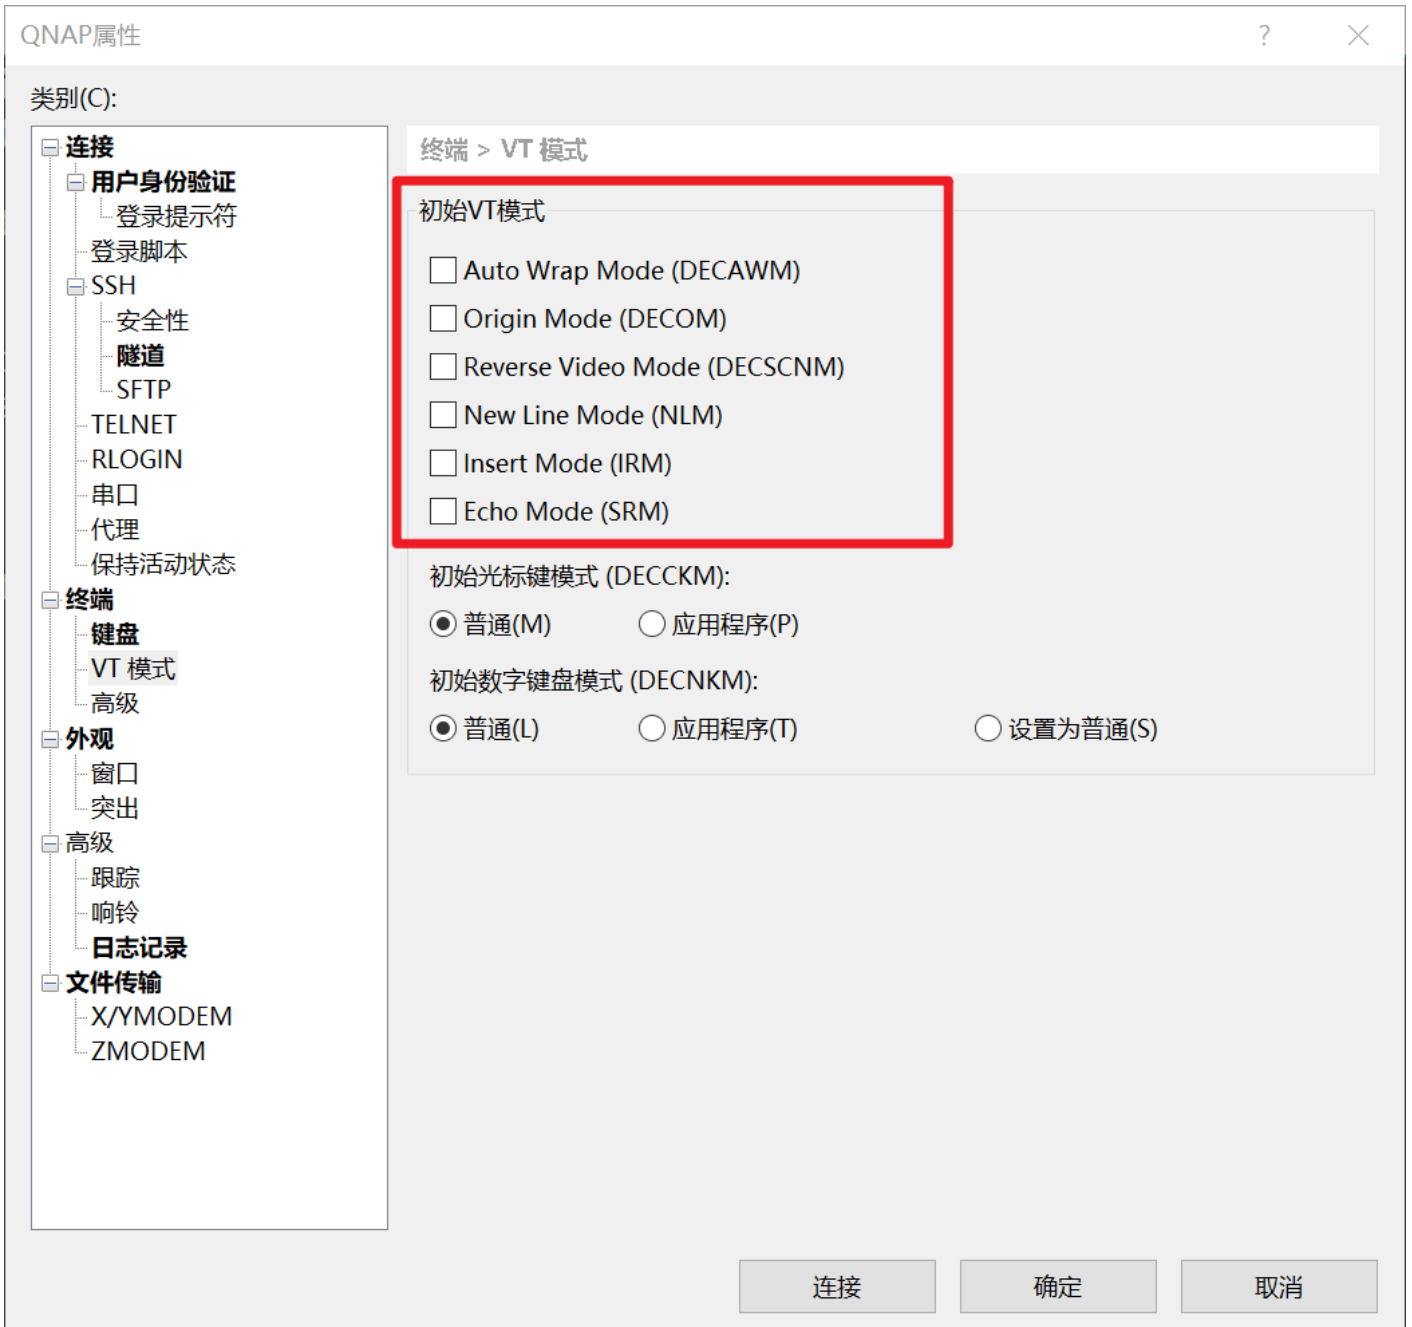 QNAP属性
类别(C):
连接
用户身份验证
登录提示符
登录脚本
SSH
安全性
隧道
SFTP
TELNET
RLOGIN
串口
代理
保持活动状态
终端
键盘
VT 模式
高级
外观
窗口
突出
高级
跟踪
响铃
日志记录
文件传输
X/YMODEM
ZMODEM
终端 > VT 模式
初始VT模式
Auto Wrap Mode (DECAWM)
Origin Mode (DECOM)
Reverse Video Mode (DECSCNM)
New Line Mode (NLM)
Insert Mode (IRM)
Echo Mode (SRM)
初始光标键模式 (DECCKM):
普通(M) 应用程序(P)
初始数字键盘模式 (DECNKM):
普通(L) 应用程序(T) 设置为普通(S)
连接 确定 取消